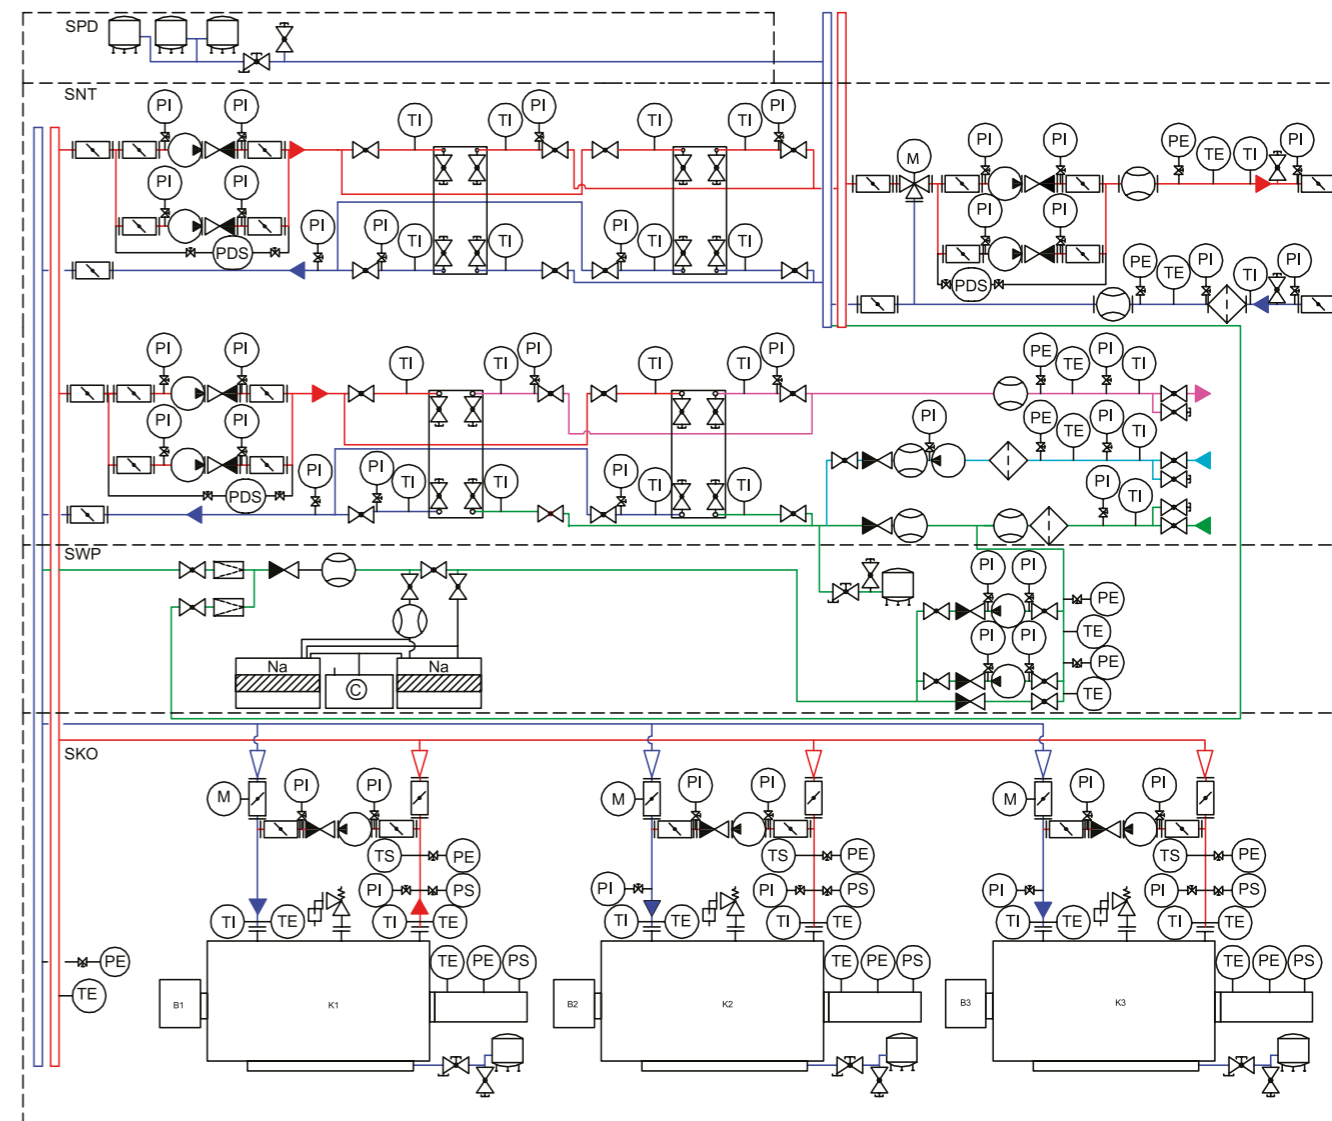 SPD
SNT
PI PI TI TI PI TI TI PI
PI PI M PI PI PE TE TI PI
PI PI
PI PI
PDS PI PI TI TI PI TI TI
PDS PE TE PI TI PI
PI PI TI TI PI TI TI PI
PE TE PI TI
PI PI PI PE TE PI TI
PDS PI PI TI TI PI TI TI
PI TI
SWP
PI PI
PE
TE
PI PI
PE
TE
Na Na
C
SKO
M PI PI M PI PI M PI PI
TS PE TS PE TS PE
PI PS PI PI PS PI PI PS
TI TE TI TE TI TE TI TE TI TE TI TE
PE TE PE PS TE PE PS TE PE PS
TE
B1 K1 B2 K2 B3 K3